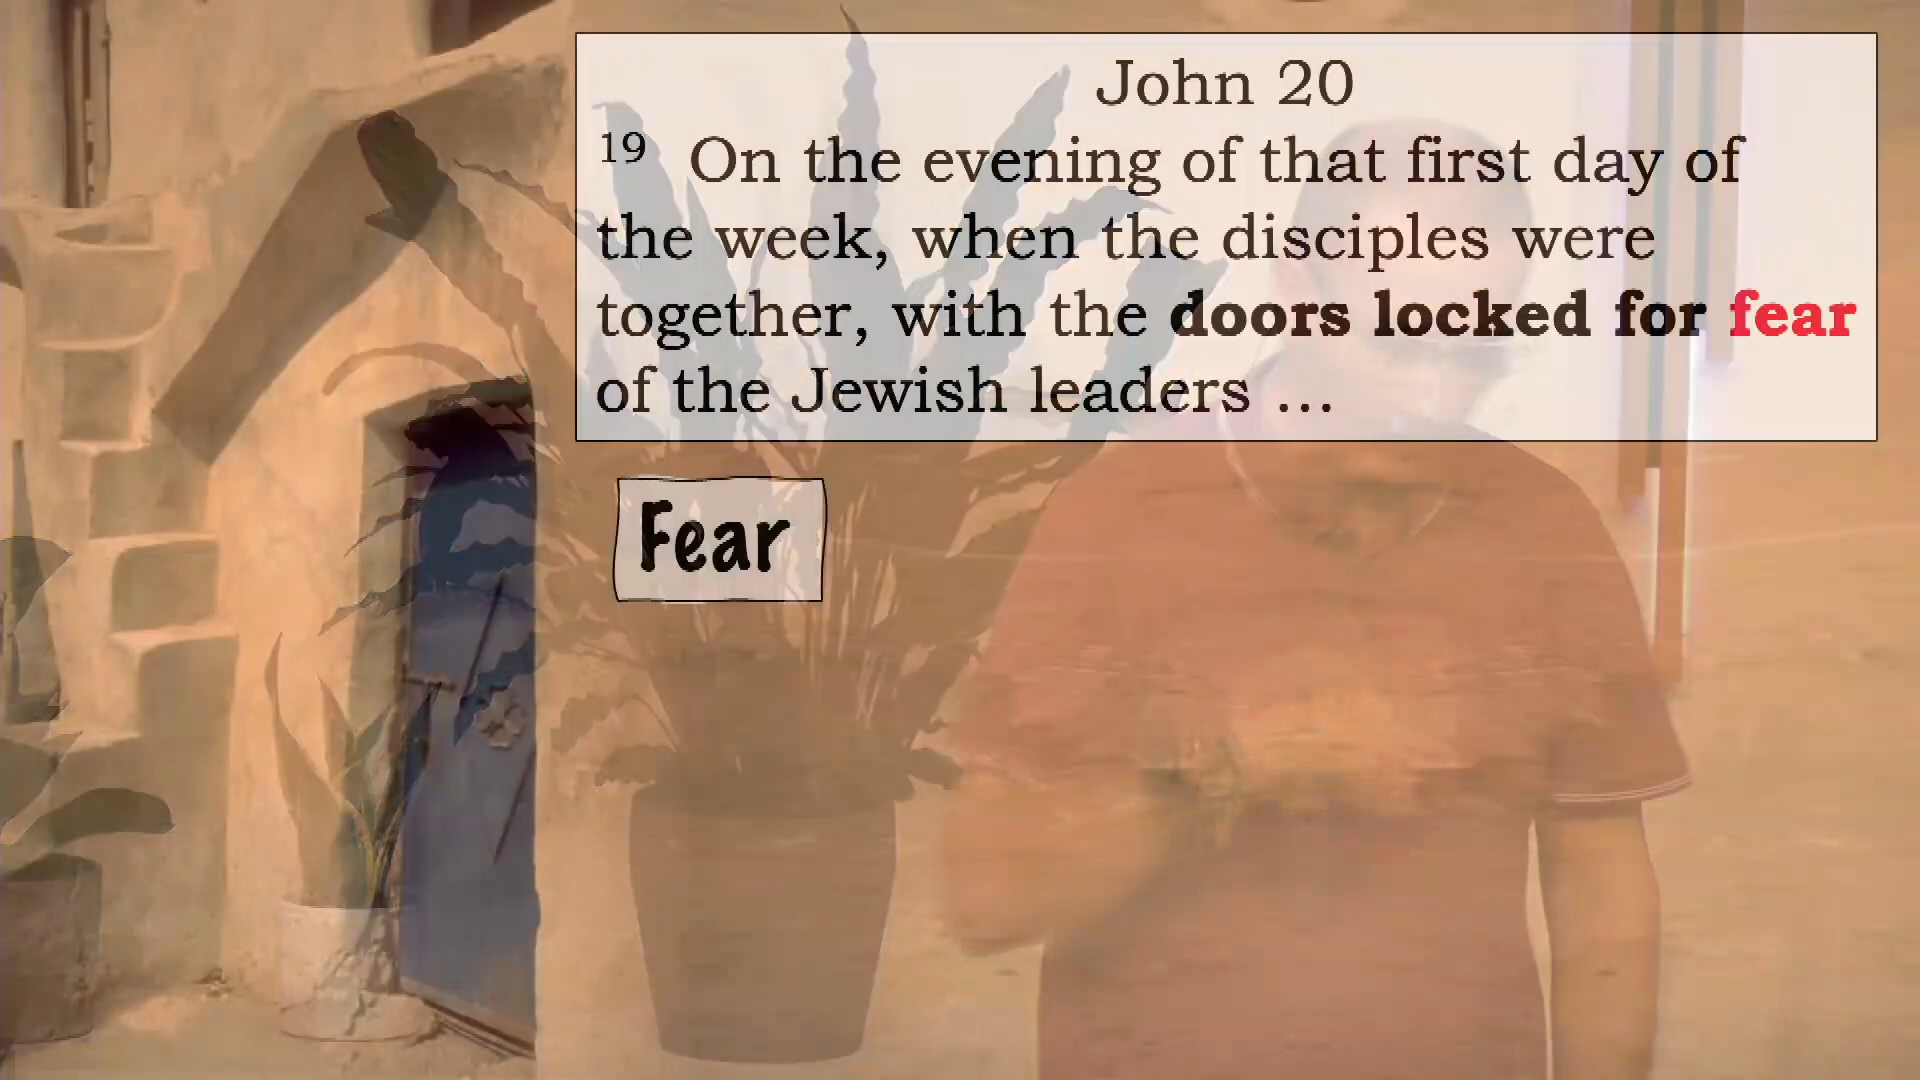 John 20
19 On the evening of that first day of
the week, when the disciples were
together, with the doors locked for fear
of the Jewish leaders ...
Fear